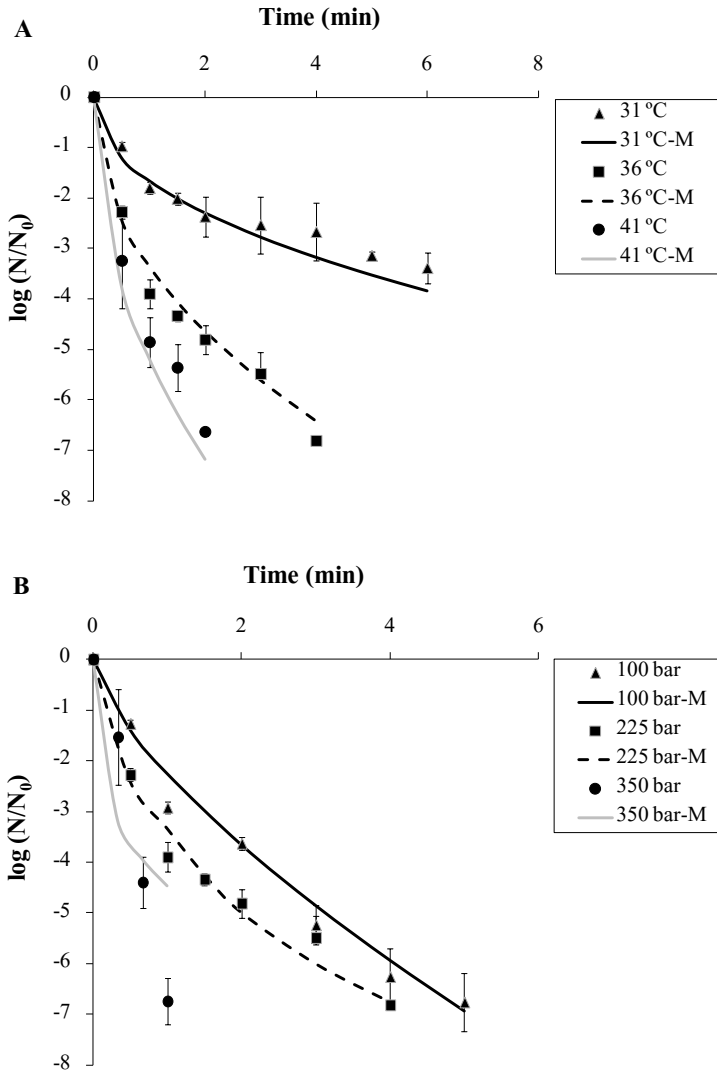 A
Time (min)
0 2 4 6 8
0
-1
-2
-3
-4
-5
-6
-7
-8
log (N/N₀)
31 ºC
31 ºC-M
36 ºC
36 ºC-M
41 ºC
41 ºC-M
B
Time (min)
0 2 4 6
0
-1
-2
-3
-4
-5
-6
-7
-8
log (N/N₀)
100 bar
100 bar-M
225 bar
225 bar-M
350 bar
350 bar-M